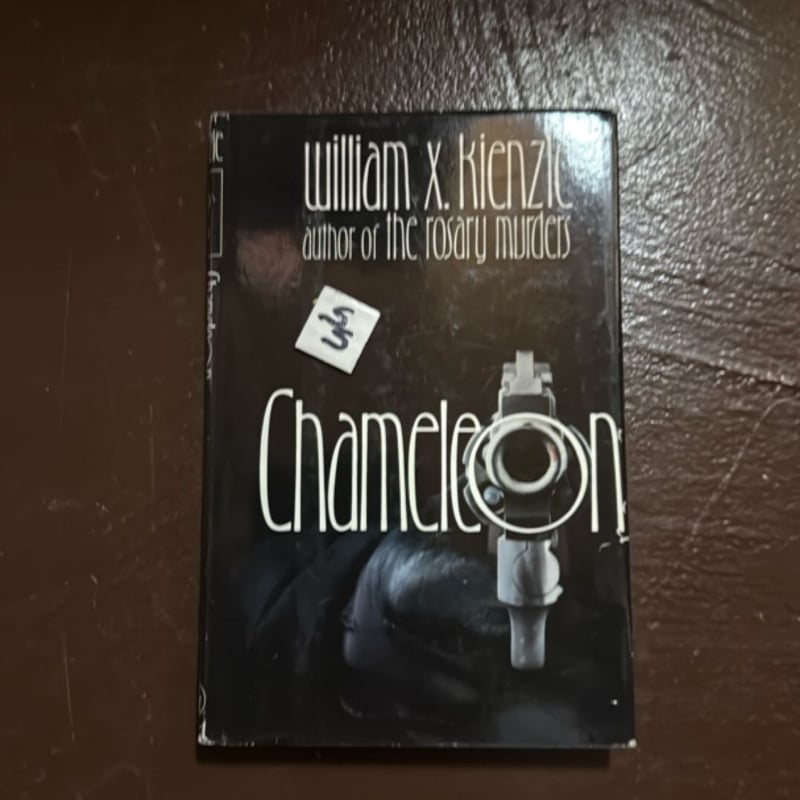 william x. kienzle
author of the rosary murders
Chameleon